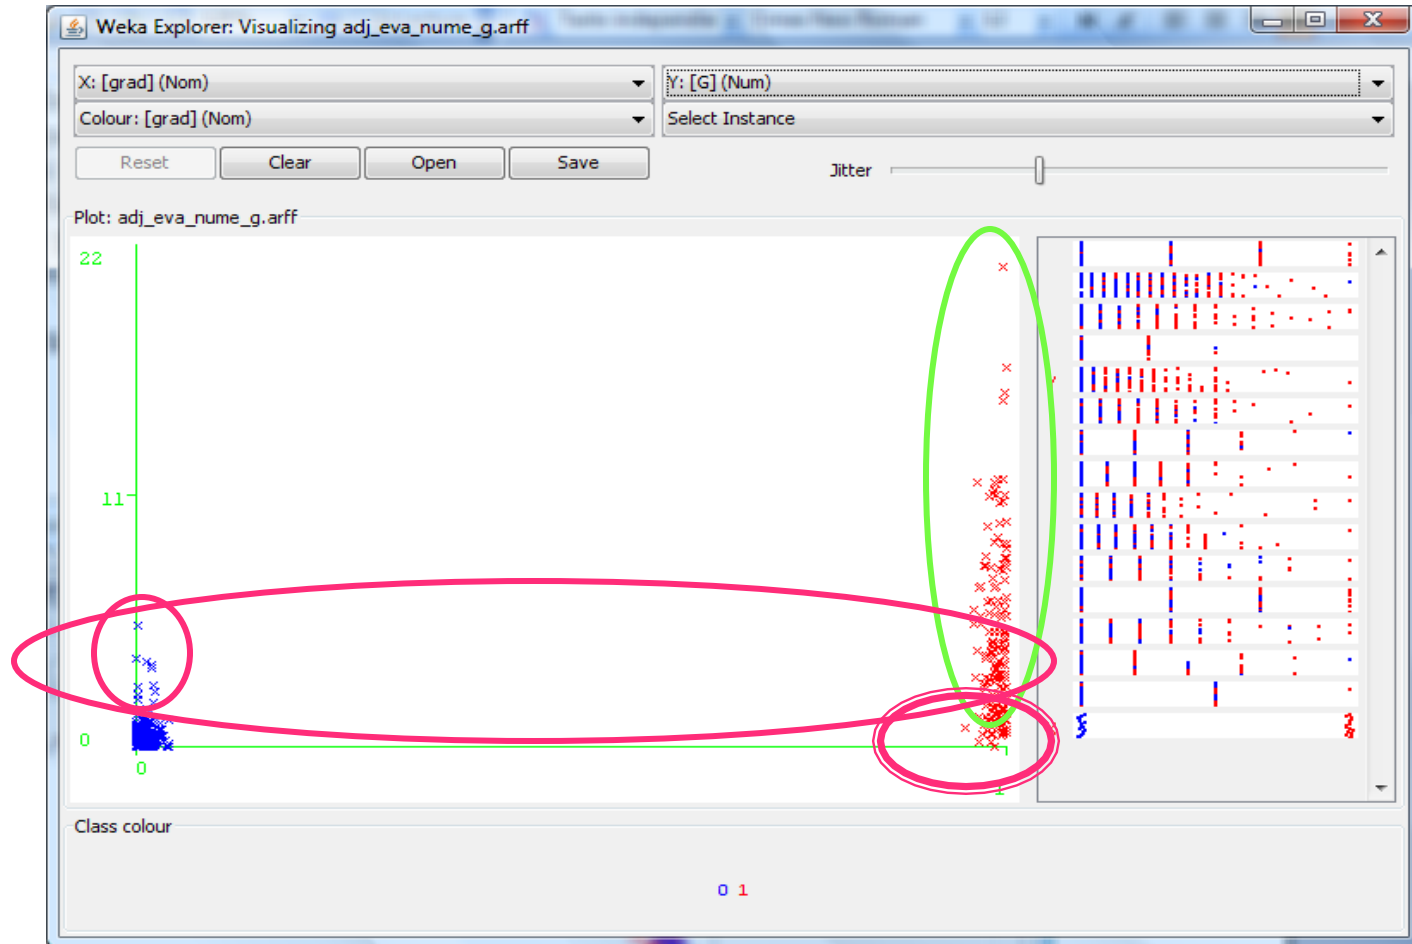 Weka Explorer: Visualizing adj_eva_nume_g.arff
X: [grad] (Nom) Y: [G] (Num)
Colour: [grad] (Nom) Select Instance
Reset Clear Open Save Jitter
Plot: adj_eva_nume_g.arff
22
11
0
0 1
Class colour
0 1